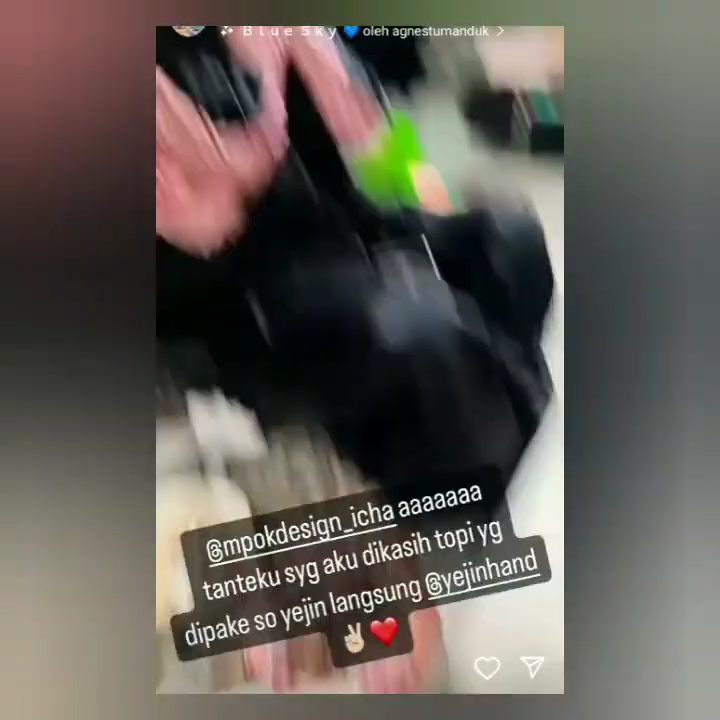 ✨ Blue Sky 💙 oleh agnestumanduk >
@mpokdesign_icha aaaaaaa
tanteku syg aku dikasih topi yg
dipake so yejin langsung @yejinhand
✌🏻❤️